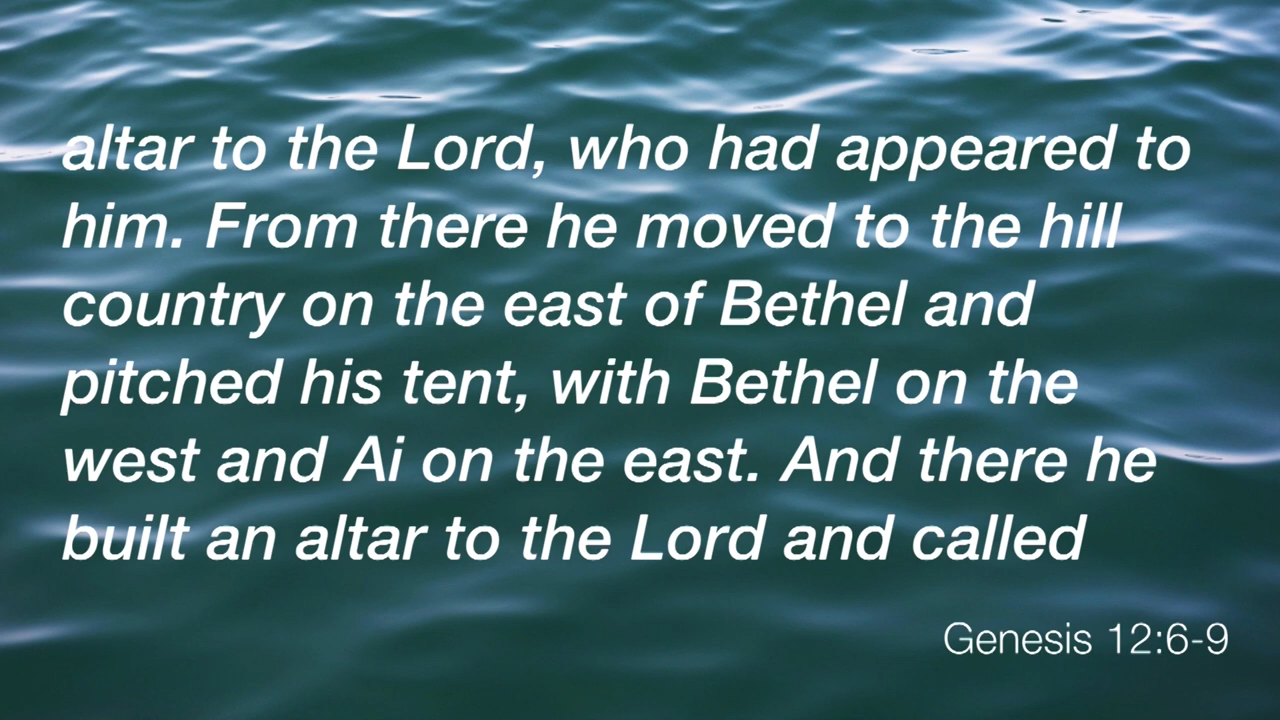 altar to the Lord, who had appeared to
him. From there he moved to the hill
country on the east of Bethel and
pitched his tent, with Bethel on the
west and Ai on the east. And there he
built an altar to the Lord and called
Genesis 12:6-9